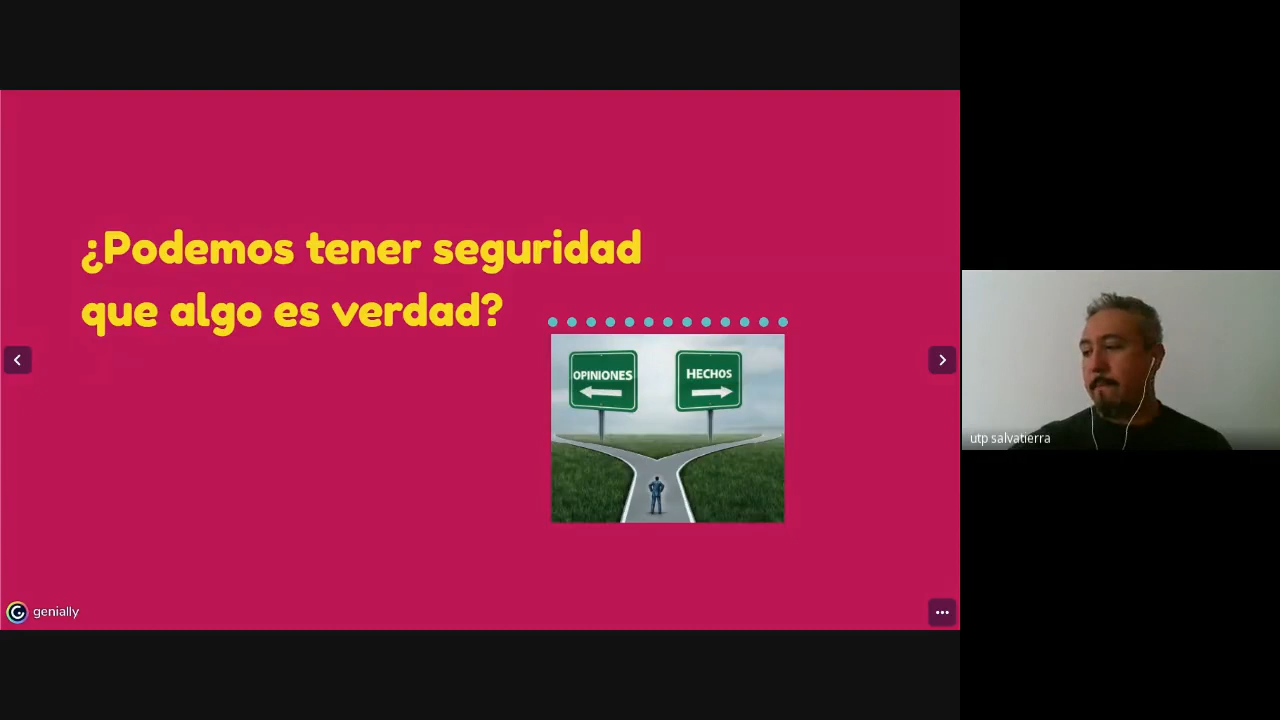 ¿Podemos tener seguridad
que algo es verdad?
OPINIONES
HECHOS
utp salvatierra
genially